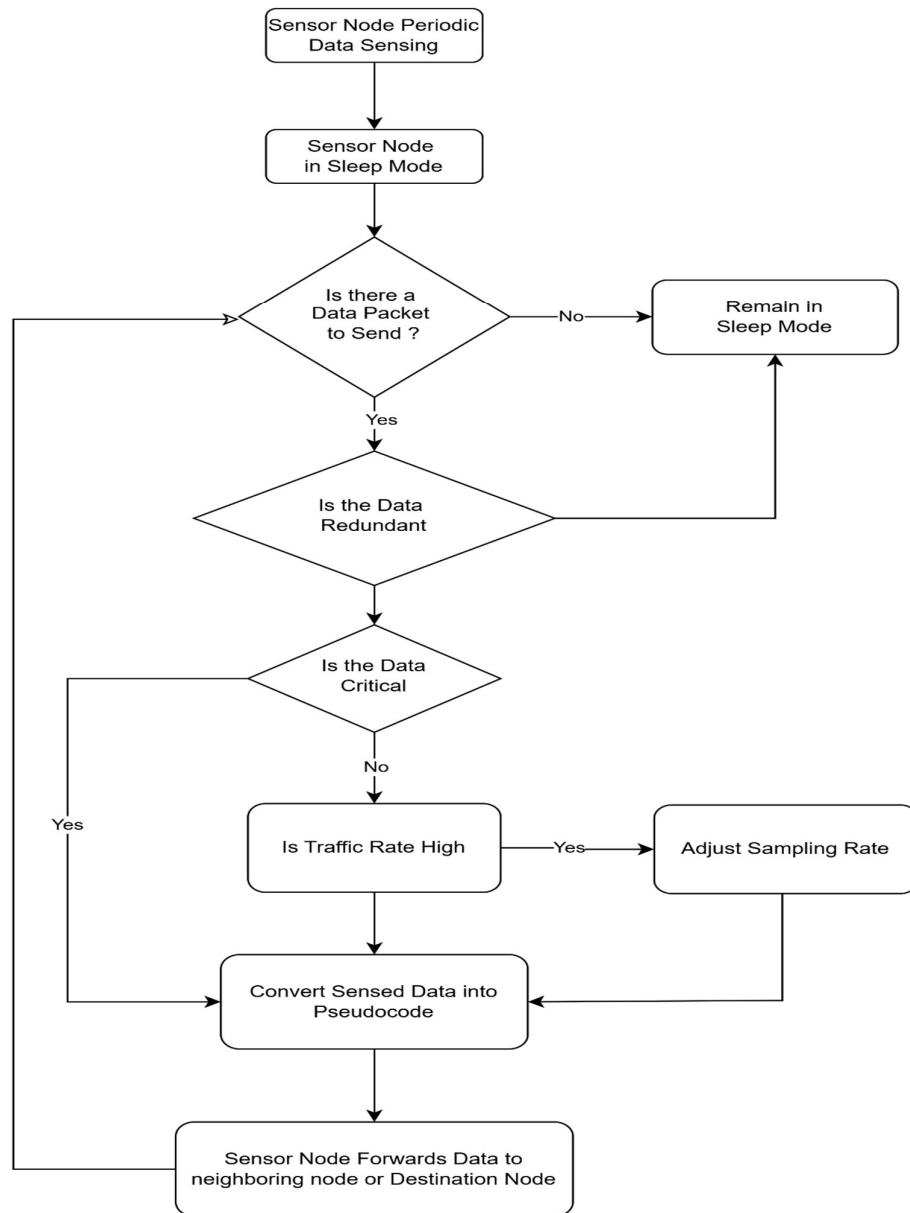 Sensor Node Periodic
Data Sensing
Sensor Node
in Sleep Mode
Is there a
Data Packet
to Send ?
No
Remain in
Sleep Mode
Yes
Is the Data
Redundant
Is the Data
Critical
No
Yes
Is Traffic Rate High
Yes
Adjust Sampling Rate
Convert Sensed Data into
Pseudocode
Sensor Node Forwards Data to
neighboring node or Destination Node